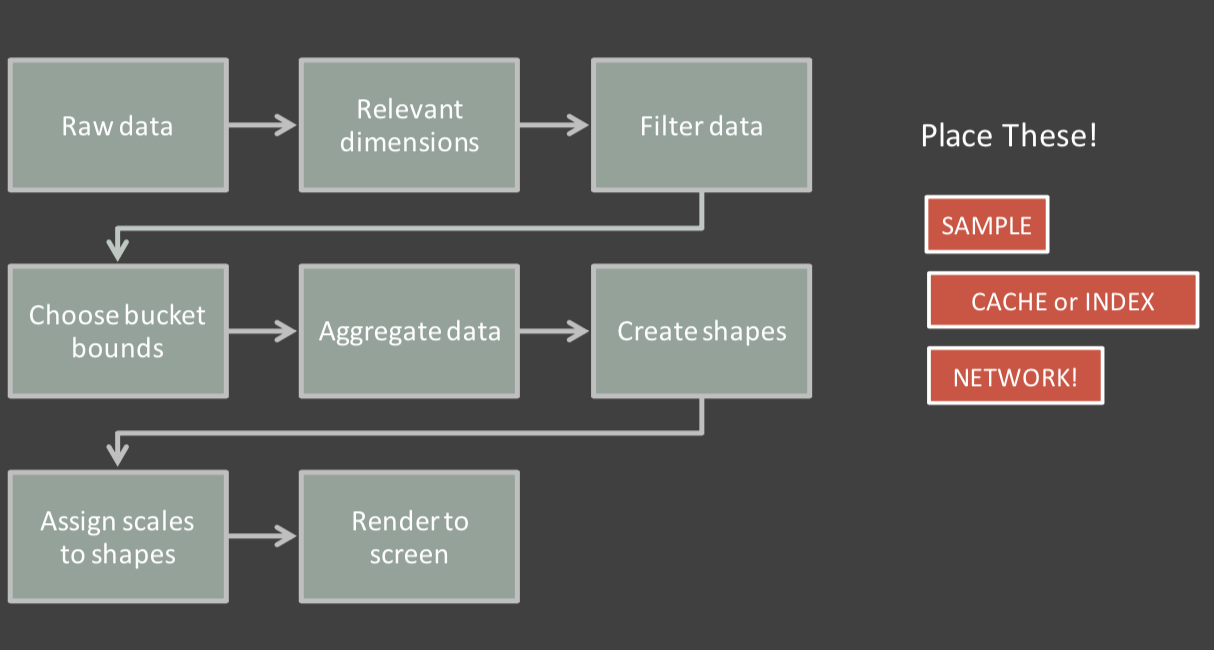 Raw data
Relevant
dimensions
Filter data
Place These!
SAMPLE
CACHE or INDEX
NETWORK!
Choose bucket
bounds
Aggregate data
Create shapes
Assign scales
to shapes
Render to
screen